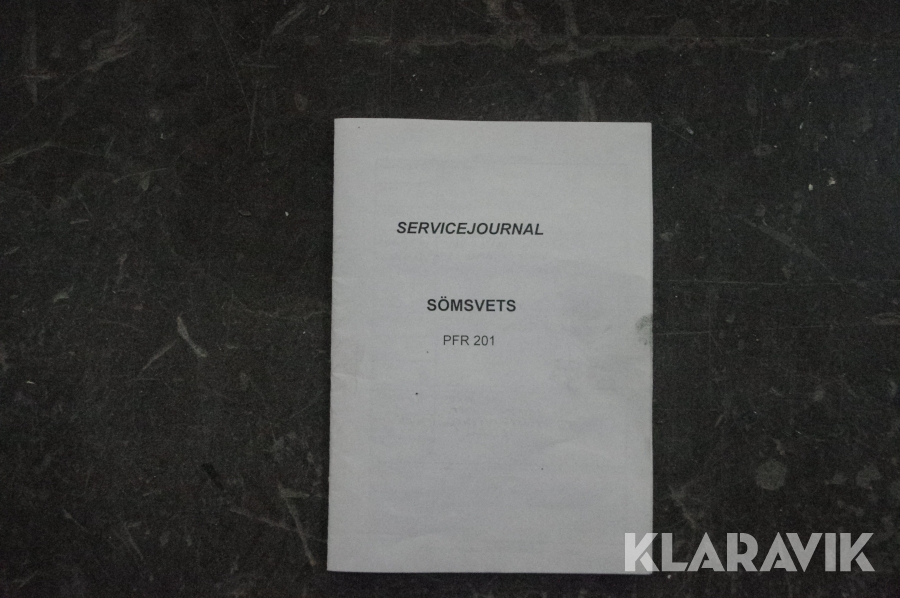 SERVICEJOURNAL
SÖMSVETS
PFR 201
KLARAVIK